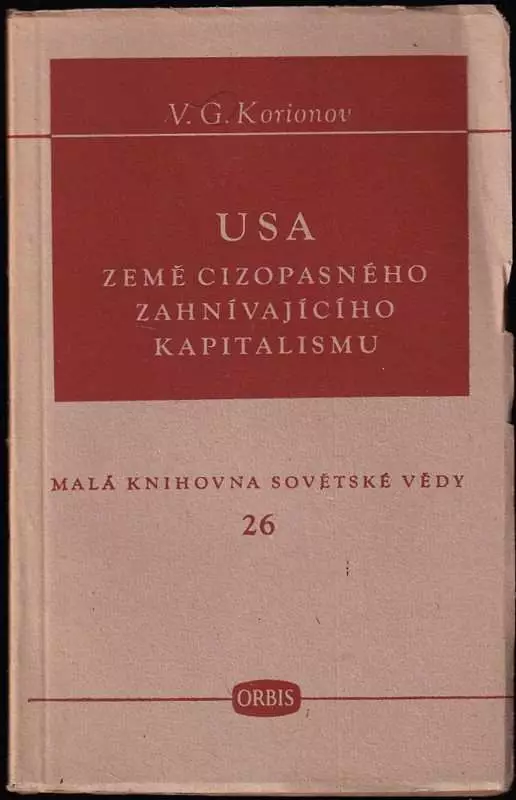 V. G. Korionov
USA
ZEMĚ CIZOPASNÉHO
ZAHNÍVAJÍCÍHO
KAPITALISMU
MALÁ KNIHOVNA SOVĚTSKÉ VĚDY
26
ORBIS